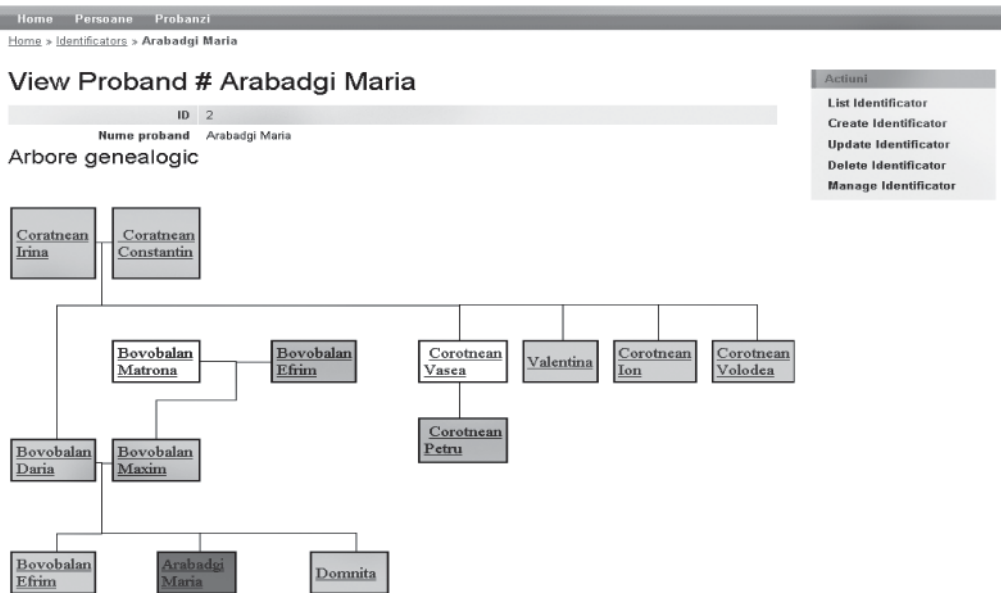 Home Persoane Probanzi
Home » Identificators » Arabadgi Maria
View Proband # Arabadgi Maria
ID 2
Nume proband Arabadgi Maria
Arbore genealogic
Actiuni
List Identificator
Create Identificator
Update Identificator
Delete Identificator
Manage Identificator
Coratnean
Irina
Coratnean
Constantin
Bovobalan
Matrona
Bovobalan
Efrim
Corotnean
Vasea
Valentina
Corotnean
Ion
Corotnean
Volodea
Corotnean
Petru
Bovobalan
Daria
Bovobalan
Maxim
Bovobalan
Efrim
Arabadgi
Maria
Domnita